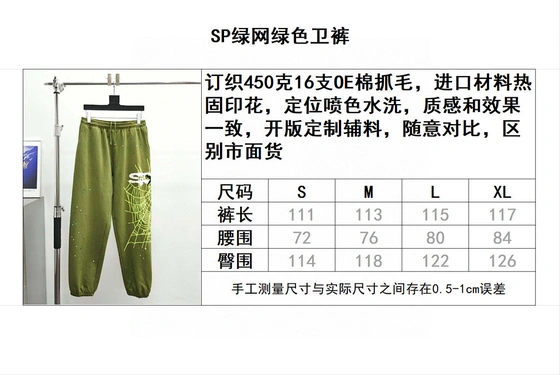 SP绿网绿色卫裤
订织450克16支OE棉抓毛，进口材料热
固印花，定位喷色水洗，质感和效果
一致，开版定制辅料，随意对比，区
别市面货
尺码 S M L XL
裤长 111 113 115 117
腰围 72 76 80 84
臀围 114 118 122 126
手工测量尺寸与实际尺寸之间存在0.5-1cm误差